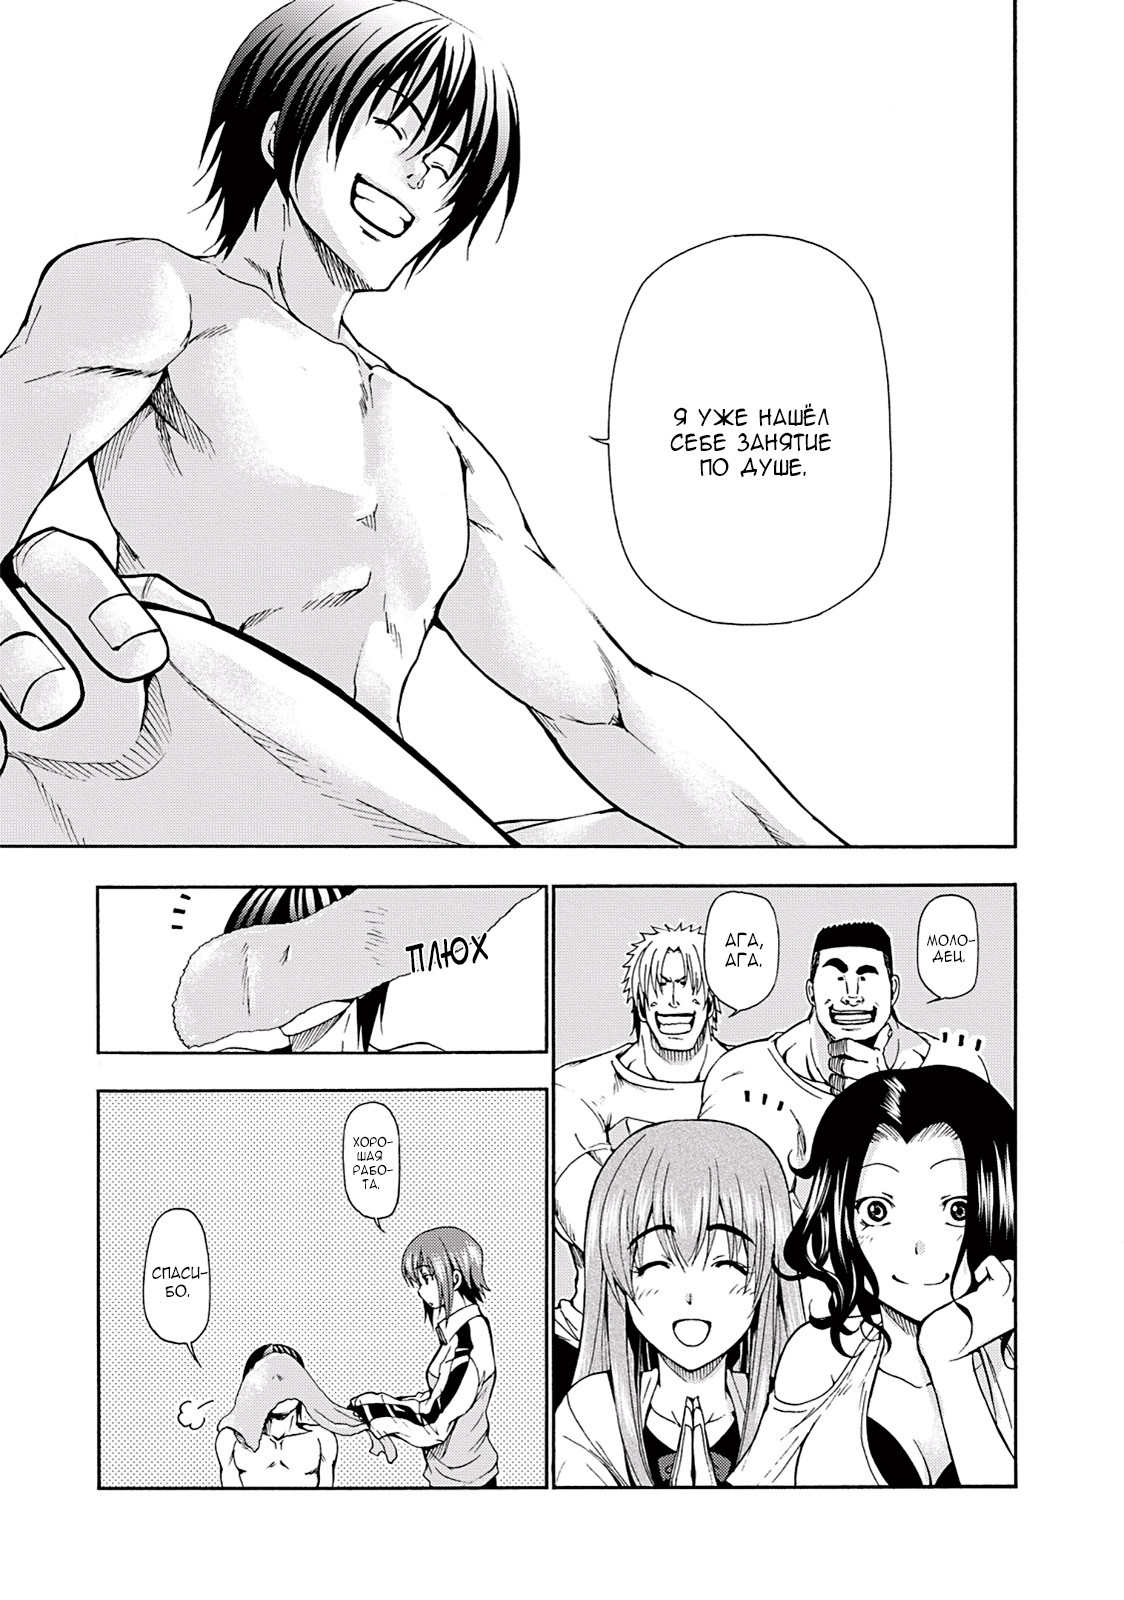 Я УЖЕ НАШЁЛ
СЕБЕ ЗАНЯТИЕ
ПО ДУШЕ.
МОЛО-
ДЕЦ.
АГА,
АГА.
ПЛЮХ
ХОРО-
ШАЯ
РАБО-
ТА.
СПАСИ-
БО.